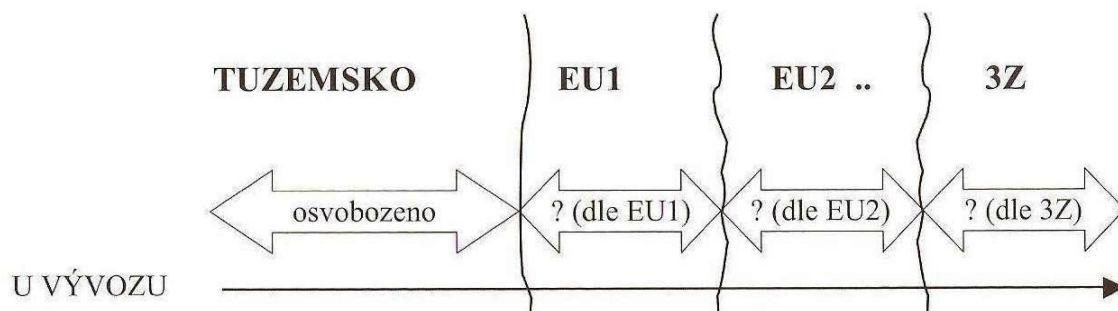 TUZEMSKO EU1 EU2 .. 3Z
osvobozeno ? (dle EU1) ? (dle EU2) ? (dle 3Z)
U VÝVOZU